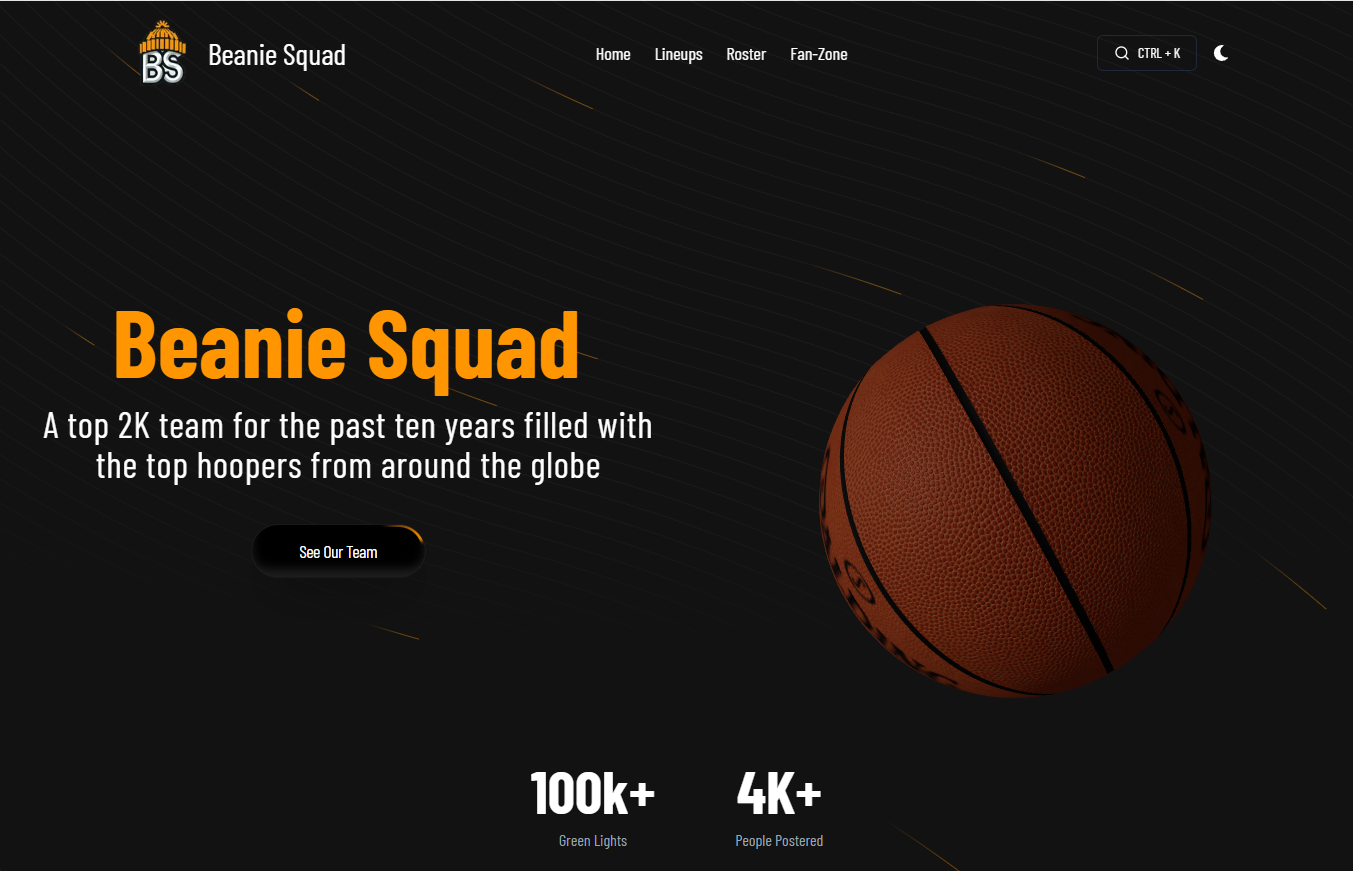 BS
Beanie Squad
Home
Lineups
Roster
Fan-Zone
CTRL + K
Beanie Squad
A top 2K team for the past ten years filled with
the top hoopers from around the globe
See Our Team
100k+
4K+
Green Lights
People Postered